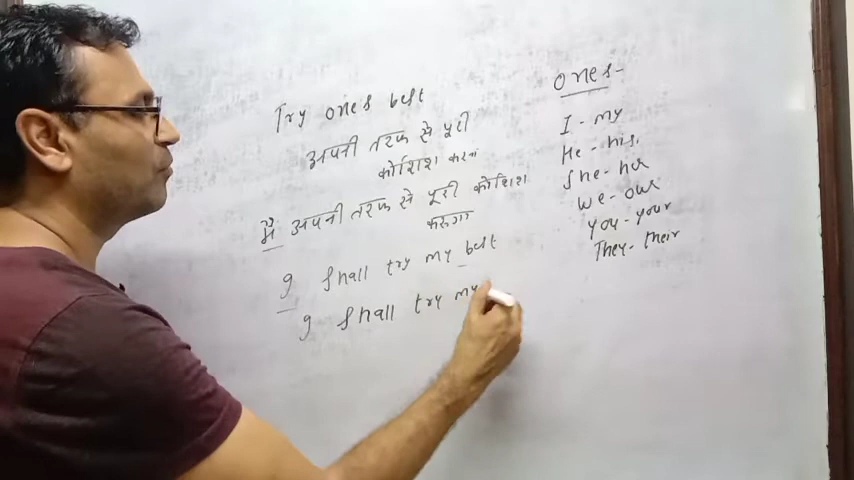 Try ones best
अपनी तरफ से पूरी
कोशिश करना
मैं अपनी तरफ से पूरी कोशिश
करूगा
I shall try my best
I shall try my
ones-
I - my
He - his.
She - her
we - our
you - your
They - their